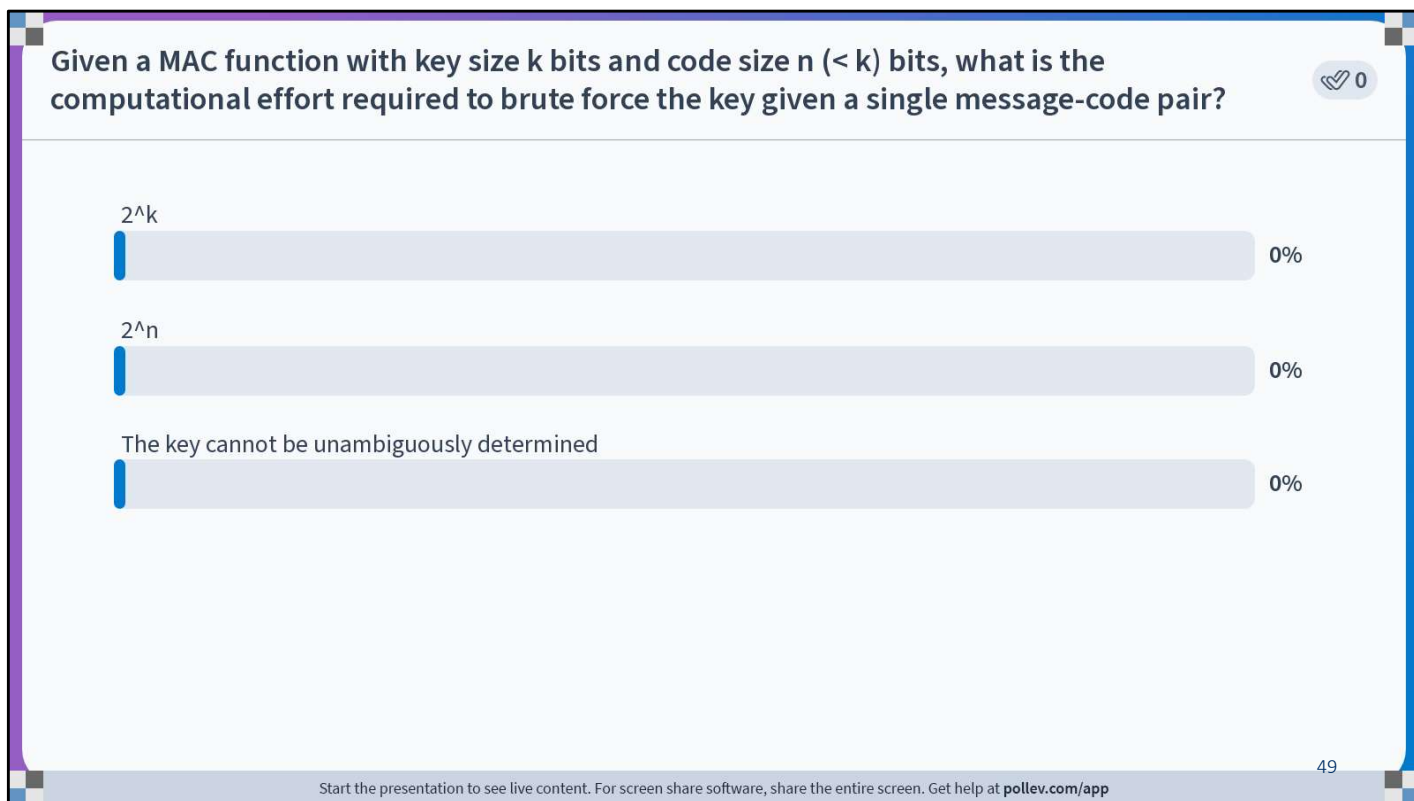 Given a MAC function with key size k bits and code size n (< k) bits, what is the
computational effort required to brute force the key given a single message-code pair?
0
2^k
0%
2^n
0%
The key cannot be unambiguously determined
0%
49
Start the presentation to see live content. For screen share software, share the entire screen. Get help at pollev.com/app